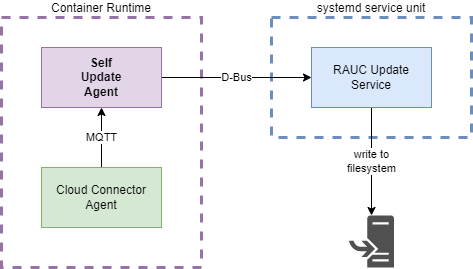 Container Runtime
systemd service unit
Self
Update
Agent
D-Bus
RAUC Update
Service
MQTT
write to
filesystem
Cloud Connector
Agent